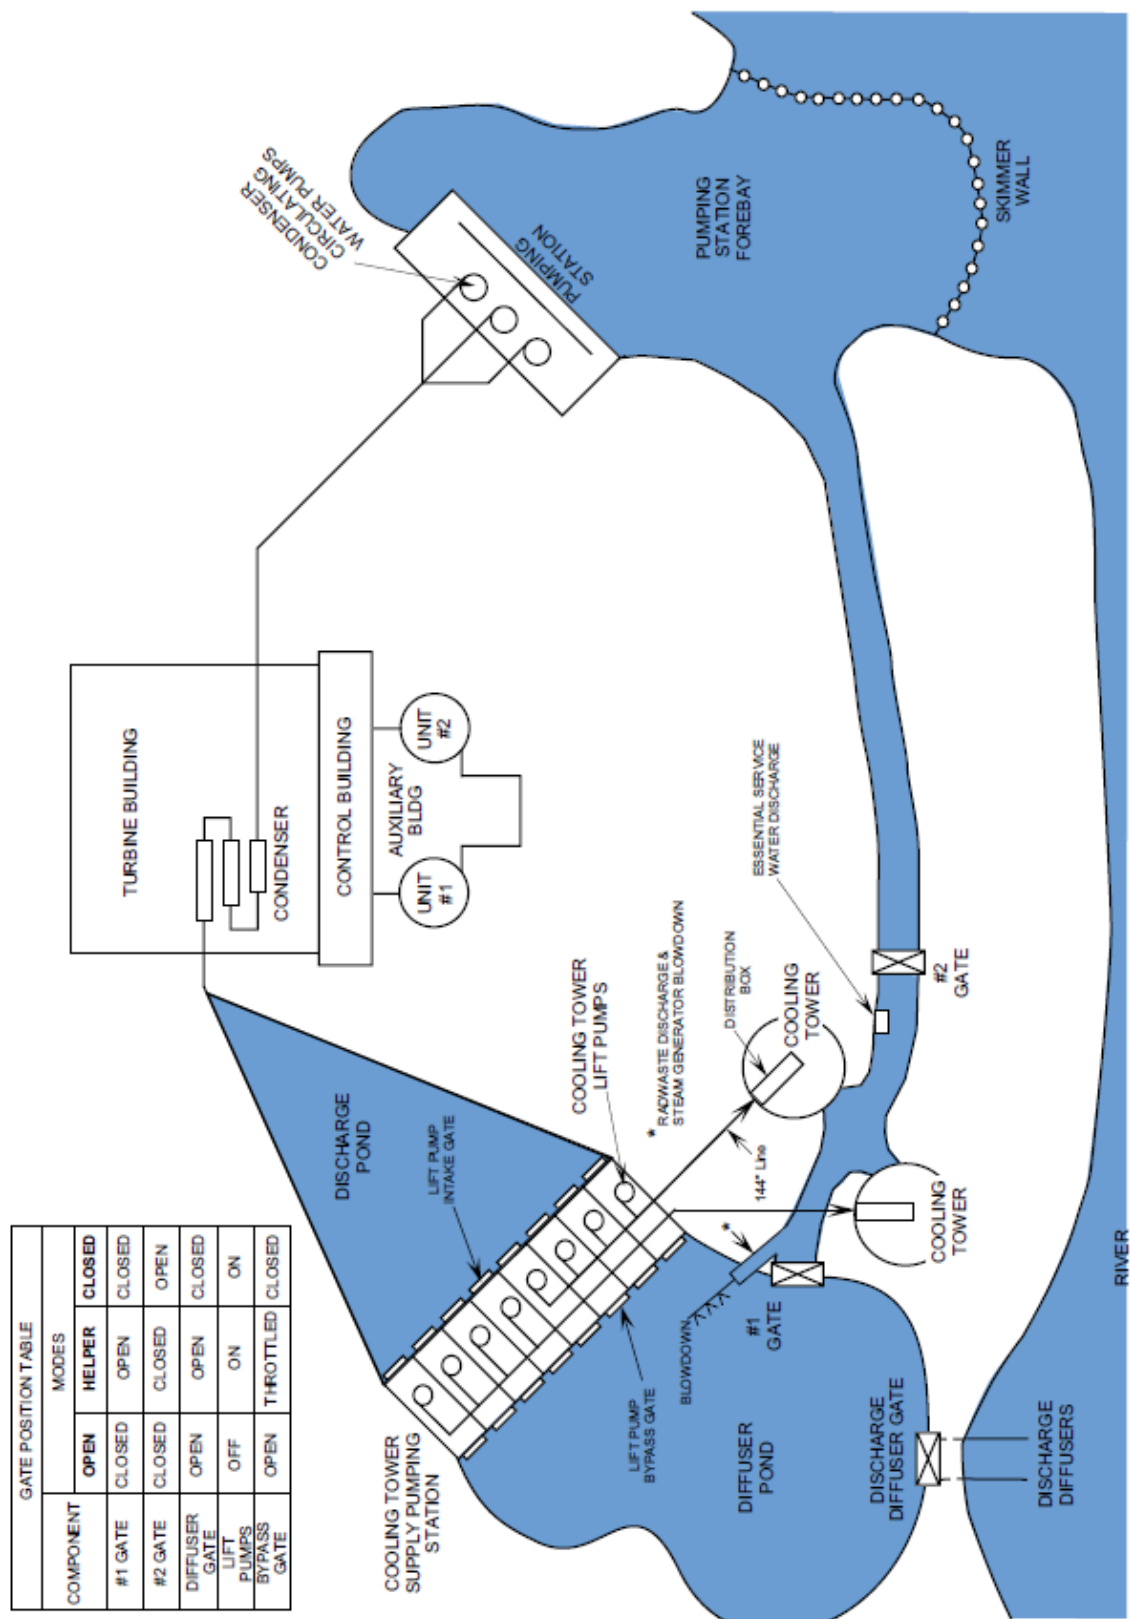 GATE POSITION TABLE
COMPONENT
MODES
OPEN HELPER CLOSED
#1 GATE CLOSED OPEN CLOSED
#2 GATE CLOSED CLOSED OPEN
DIFFUSER
GATE
OPEN OPEN CLOSED
LIFT
PUMPS
OFF ON ON
BYPASS
GATE
OPEN THROTTLED CLOSED
TURBINE BUILDING
CONDENSER
CONTROL BUILDING
AUXILIARY
BLDG
UNIT
#1
UNIT
#2
CONDENSER
CIRCULATING
WATER PUMPS
PUMPING
STATION
PUMPING
STATION
FOREBAY
SKIMMER
WALL
DISCHARGE
POND
LIFT PUMP
INTAKE GATE
COOLING TOWER
LIFT PUMPS
* RADWASTE DISCHARGE &
STEAM GENERATOR BLOWDOWN
DISTRIBUTION
BOX
COOLING
TOWER
ESSENTIAL SERVICE
WATER DISCHARGE
#2
GATE
144" Line
COOLING
TOWER
*
COOLING TOWER
SUPPLY PUMPING
STATION
LIFT PUMP
BYPASS GATE
BLOWDOWN
#1
GATE
DIFFUSER
POND
DISCHARGE
DIFFUSER GATE
DISCHARGE
DIFFUSERS
RIVER